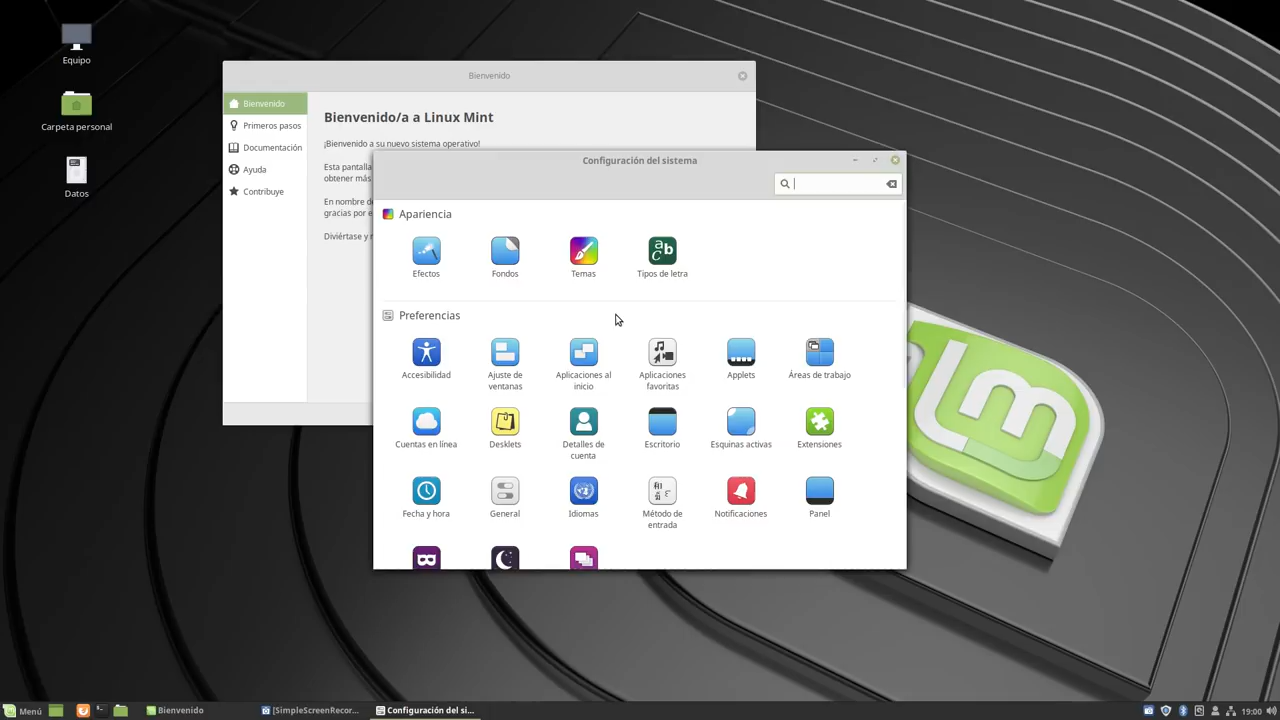 Equipo
Carpeta personal
Datos
Bienvenido
Bienvenido
Primeros pasos
Documentación
Ayuda
Contribuye
Bienvenido/a a Linux Mint
¡Bienvenido a su nuevo sistema operativo!
Esta pantalla
obtener más
En nombre de
gracias por e
Diviértase y
Configuración del sistema
Apariencia
Efectos
Fondos
Temas
Tipos de letra
Preferencias
Accesibilidad
Ajuste de
ventanas
Aplicaciones al
inicio
Aplicaciones
favoritas
Applets
Áreas de trabajo
Cuentas en línea
Desklets
Detalles de
cuenta
Escritorio
Esquinas activas
Extensiones
Fecha y hora
General
Idiomas
Método de
entrada
Notificaciones
Panel
Menú
Bienvenido
[SimpleScreenRecor...
Configuración del si...
19:00